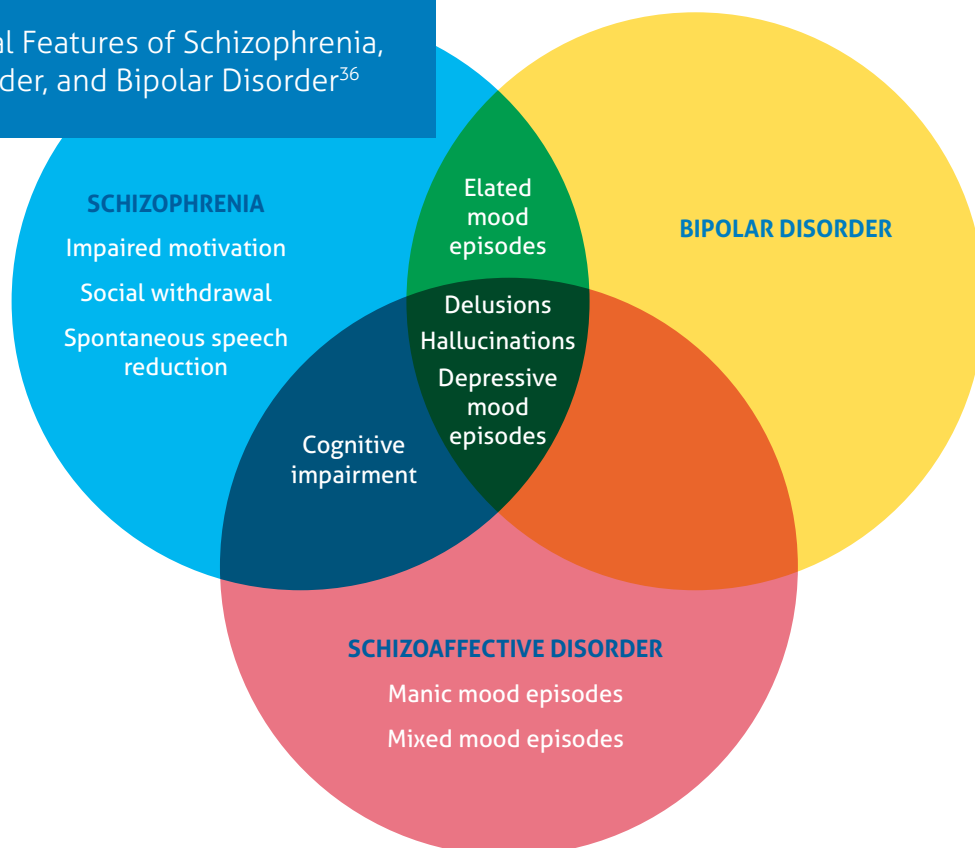 al Features of Schizophrenia,
der, and Bipolar Disorder³⁶
SCHIZOPHRENIA
Impaired motivation
Social withdrawal
Spontaneous speech
reduction
Elated
mood
episodes
BIPOLAR DISORDER
Delusions
Hallucinations
Depressive
mood
episodes
Cognitive
impairment
SCHIZOAFFECTIVE DISORDER
Manic mood episodes
Mixed mood episodes